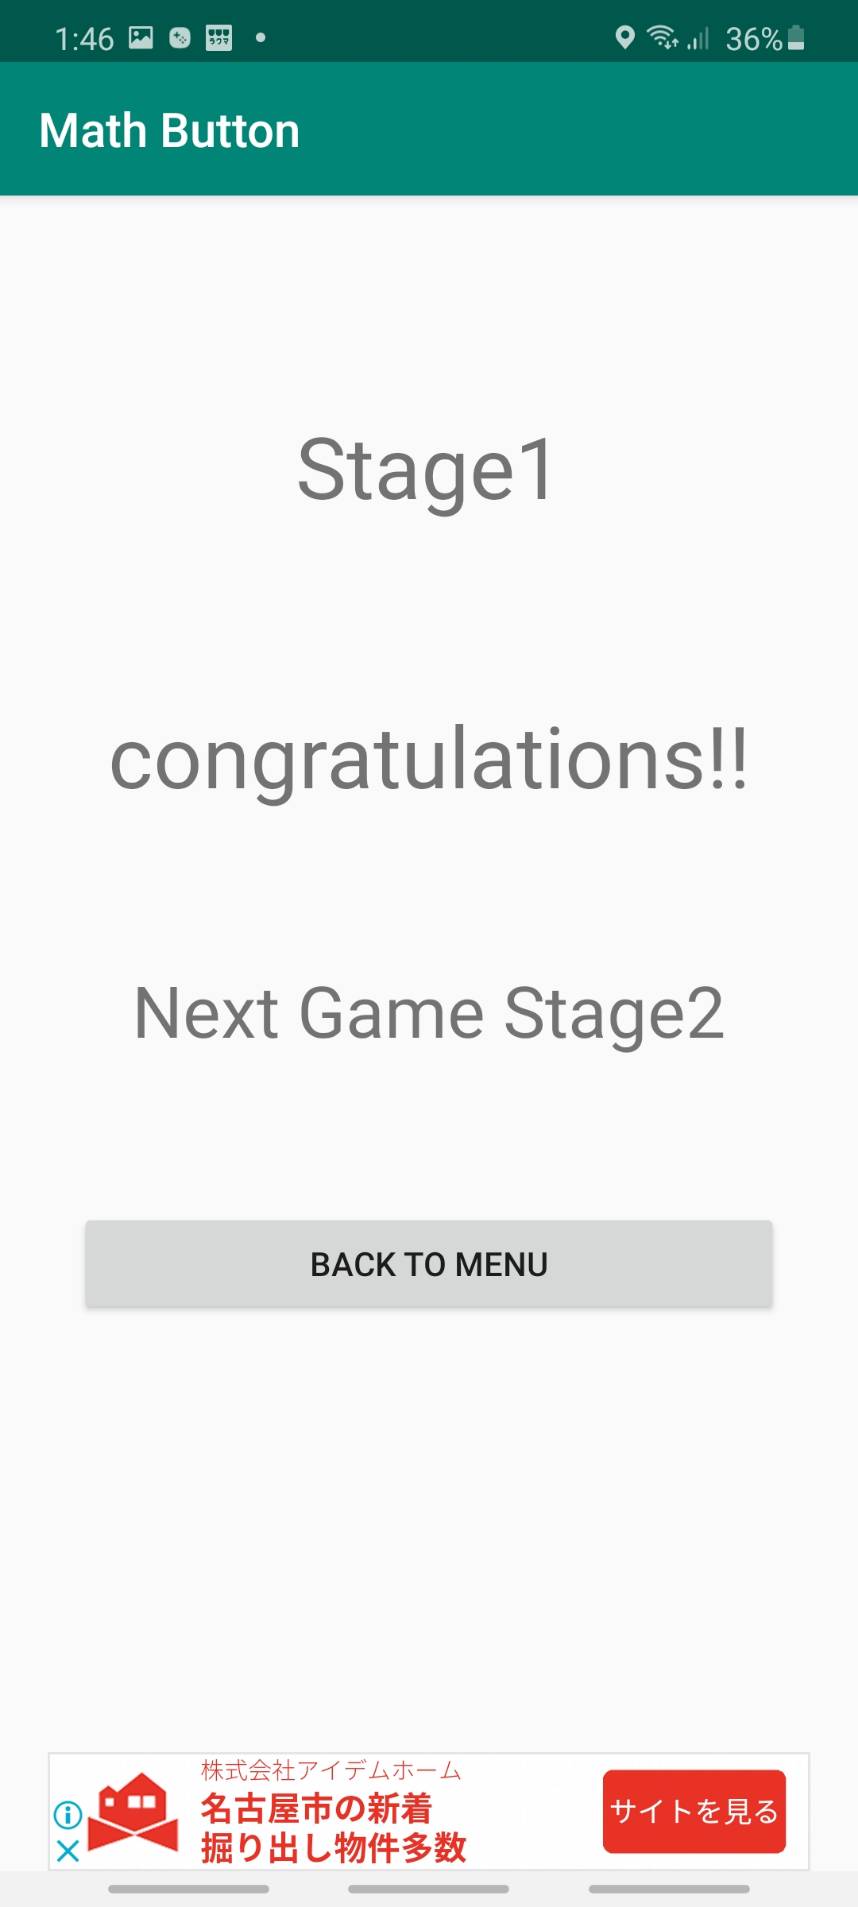 1:46
36%
Math Button
Stage1
congratulations!!
Next Game Stage2
BACK TO MENU
株式会社アイデムホーム
名古屋市の新着
掘り出し物件多数
サイトを見る